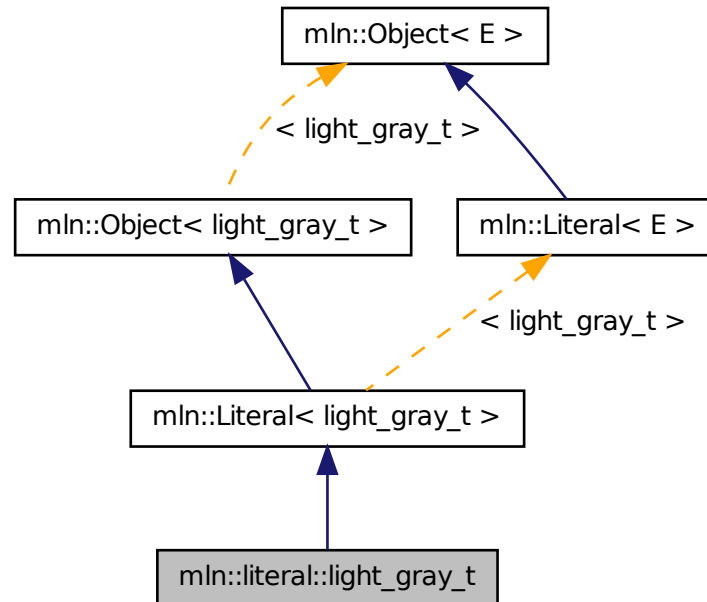 mln::Object< E >
< light_gray_t >
mln::Object< light_gray_t >
mln::Literal< E >
< light_gray_t >
mln::Literal< light_gray_t >
mln::literal::light_gray_t